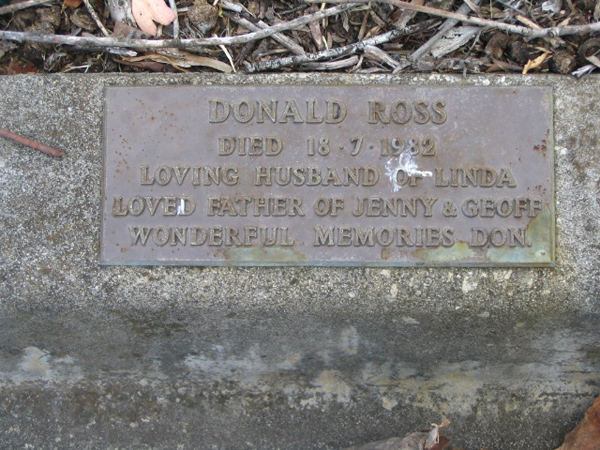 DONALD ROSS
DIED 18·7·1982
LOVING HUSBAND OF LINDA
LOVED FATHER OF JENNY & GEOFF
WONDERFUL MEMORIES DON.